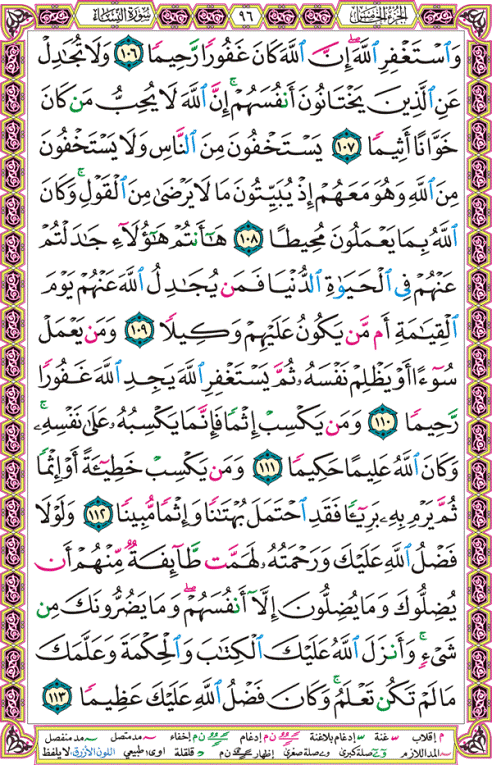 سورة النساء ٩٦ الجزء الخامس
وَٱسْتَغْفِرِ ٱللَّهَ ۖ إِنَّ ٱللَّهَ كَانَ غَفُورًا رَّحِيمًا ١٠٦ وَلَا تُجَٰدِلْ
عَنِ ٱلَّذِينَ يَخْتَانُونَ أَنفُسَهُمْ ۚ إِنَّ ٱللَّهَ لَا يُحِبُّ مَن كَانَ
خَوَّانًا أَثِيمًا ١٠٧ يَسْتَخْفُونَ مِنَ ٱلنَّاسِ وَلَا يَسْتَخْفُونَ
مِنَ ٱللَّهِ وَهُوَ مَعَهُمْ إِذْ يُبَيِّتُونَ مَا لَا يَرْضَىٰ مِنَ ٱلْقَوْلِ ۚ وَكَانَ
ٱللَّهُ بِمَا يَعْمَلُونَ مُحِيطًا ١٠٨ هَٰٓأَنتُمْ هَٰٓؤُلَآءِ جَٰدَلْتُمْ
عَنْهُمْ فِى ٱلْحَيَوٰةِ ٱلدُّنْيَا فَمَن يُجَٰدِلُ ٱللَّهَ عَنْهُمْ يَوْمَ
ٱلْقِيَٰمَةِ أَم مَّن يَكُونُ عَلَيْهِمْ وَكِيلًا ١٠٩ وَمَن يَعْمَلْ
سُوٓءًا أَوْ يَظْلِمْ نَفْسَهُۥ ثُمَّ يَسْتَغْفِرِ ٱللَّهَ يَجِدِ ٱللَّهَ غَفُورًا
رَّحِيمًا ١١٠ وَمَن يَكْسِبْ إِثْمًا فَإِنَّمَا يَكْسِبُهُۥ عَلَىٰ نَفْسِهِۦ ۚ
وَكَانَ ٱللَّهُ عَلِيمًا حَكِيمًا ١١١ وَمَن يَكْسِبْ خَطِيٓـَٔةً أَوْ إِثْمًا
ثُمَّ يَرْمِ بِهِۦ بَرِيٓـًٔا فَقَدِ ٱحْتَمَلَ بُهْتَٰنًا وَإِثْمًا مُّبِينًا ١١٢ وَلَوْلَا
فَضْلُ ٱللَّهِ عَلَيْكَ وَرَحْمَتُهُۥ لَهَمَّت طَّآئِفَةٌ مِّنْهُمْ أَن
يُضِلُّوكَ وَمَا يُضِلُّونَ إِلَّآ أَنفُسَهُمْ ۖ وَمَا يَضُرُّونَكَ مِن
شَىْءٍ ۚ وَأَنزَلَ ٱللَّهُ عَلَيْكَ ٱلْكِتَٰبَ وَٱلْحِكْمَةَ وَعَلَّمَكَ
مَا لَمْ تَكُن تَعْلَمُ ۚ وَكَانَ فَضْلُ ٱللَّهِ عَلَيْكَ عَظِيمًا ١١٣
م إقلاب س غنة س إدغام بلاغنة ن م إدغام ن م إخفاء مد متصل مد منفصل
المد اللازم صلة كبرى صلة صغرى إظهار ن م د قلقلة اوى، طبيعي اللون الأزرق، لا يلفظ